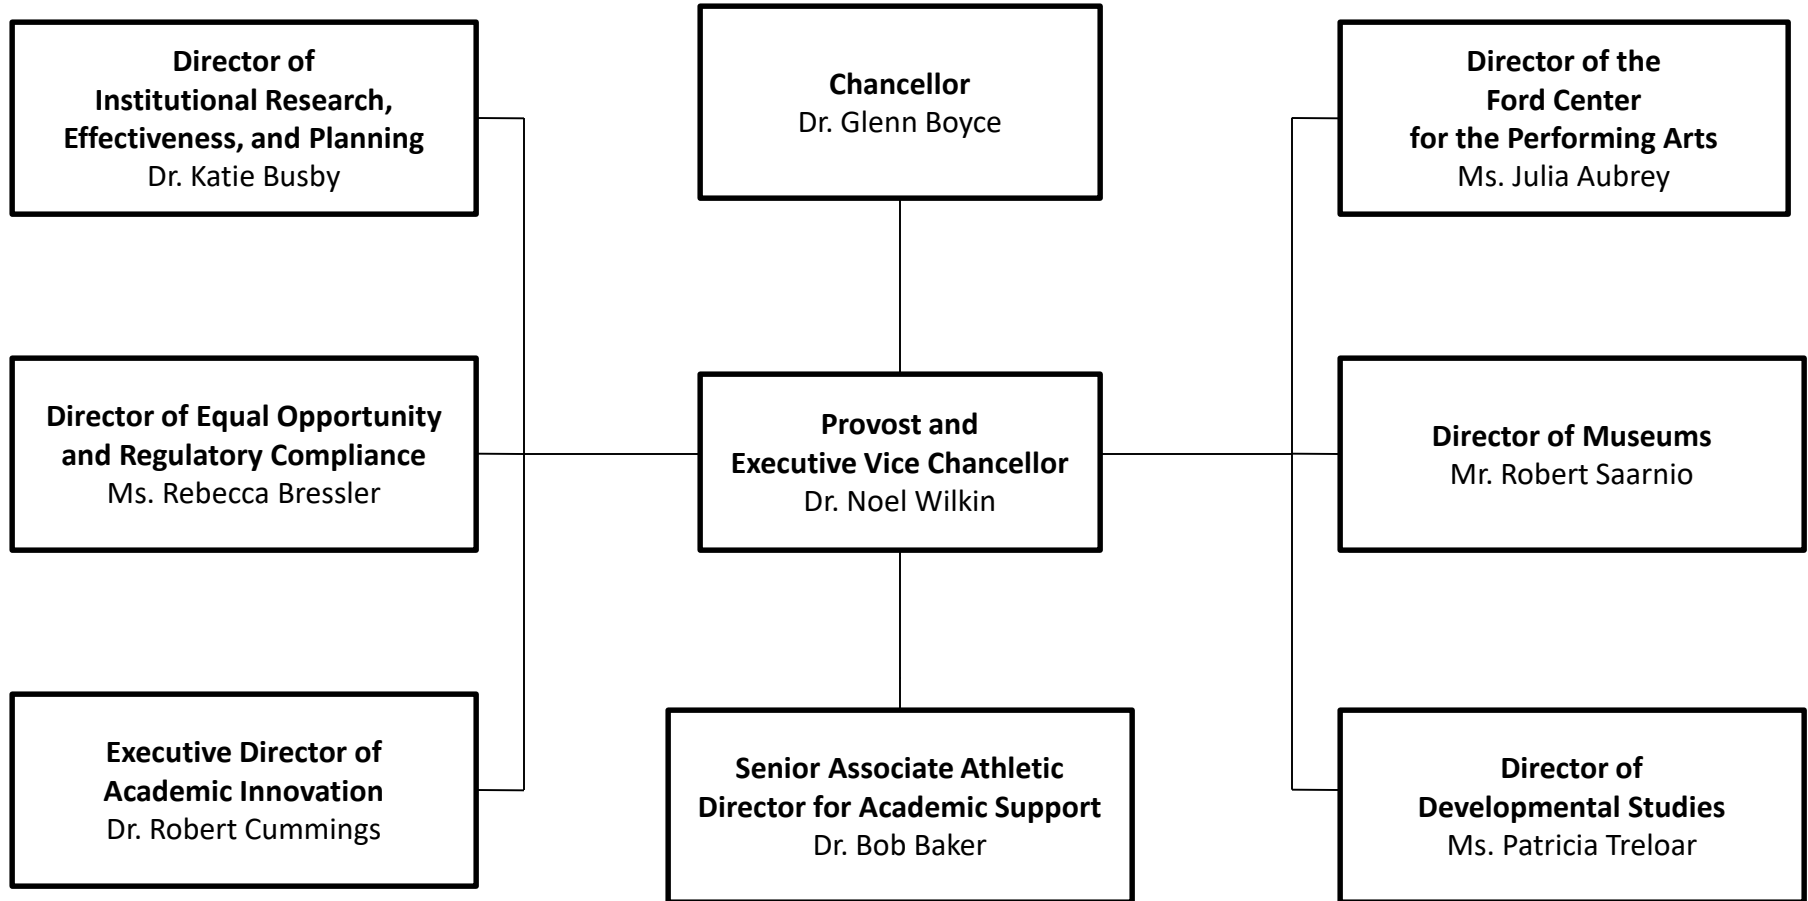 Director of
Institutional Research,
Effectiveness, and Planning
Dr. Katie Busby
Chancellor
Dr. Glenn Boyce
Director of the
Ford Center
for the Performing Arts
Ms. Julia Aubrey
Director of Equal Opportunity
and Regulatory Compliance
Ms. Rebecca Bressler
Provost and
Executive Vice Chancellor
Dr. Noel Wilkin
Director of Museums
Mr. Robert Saarnio
Executive Director of
Academic Innovation
Dr. Robert Cummings
Senior Associate Athletic
Director for Academic Support
Dr. Bob Baker
Director of
Developmental Studies
Ms. Patricia Treloar